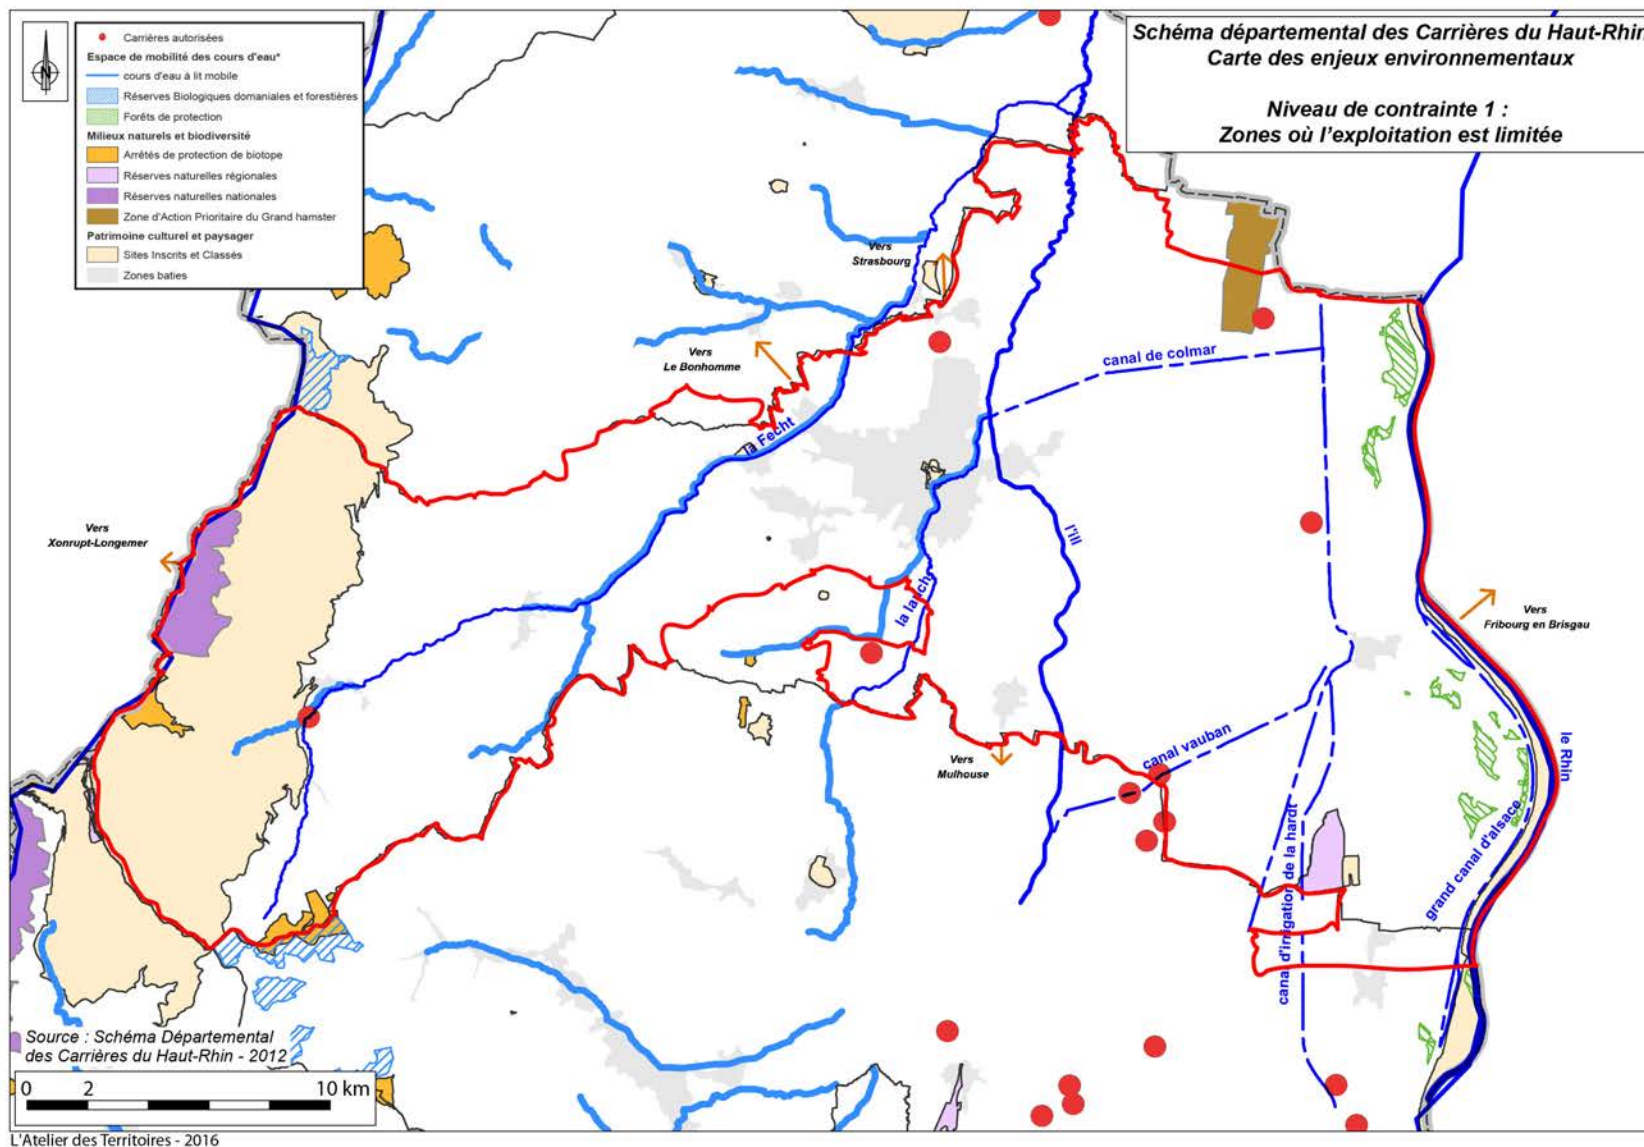 Schéma départemental des Carrières du Haut-Rhin
Carte des enjeux environnementaux
Niveau de contrainte 1 :
Zones où l'exploitation est limitée
N
Carrières autorisées
Espace de mobilité des cours d'eau*
cours d'eau à lit mobile
Réserves Biologiques domaniales et forestières
Forêts de protection
Milieux naturels et biodiversité
Arrêtés de protection de biotope
Réserves naturelles régionales
Réserves naturelles nationales
Zone d'Action Prioritaire du Grand hamster
Patrimoine culturel et paysager
Sites Inscrits et Classés
Zones baties
Vers
Strasbourg
Vers
Le Bonhomme
canal de colmar
la Fecht
Vers
Xonrupt-Longemer
l'ill
la lauch
Vers
Fribourg en Brisgau
le Rhin
canal vauban
Vers
Mulhouse
grand canal d'alsace
canal d'irrigation de la hardt
Source : Schéma Départemental
des Carrières du Haut-Rhin - 2012
0 2 10 km
L'Atelier des Territoires - 2016